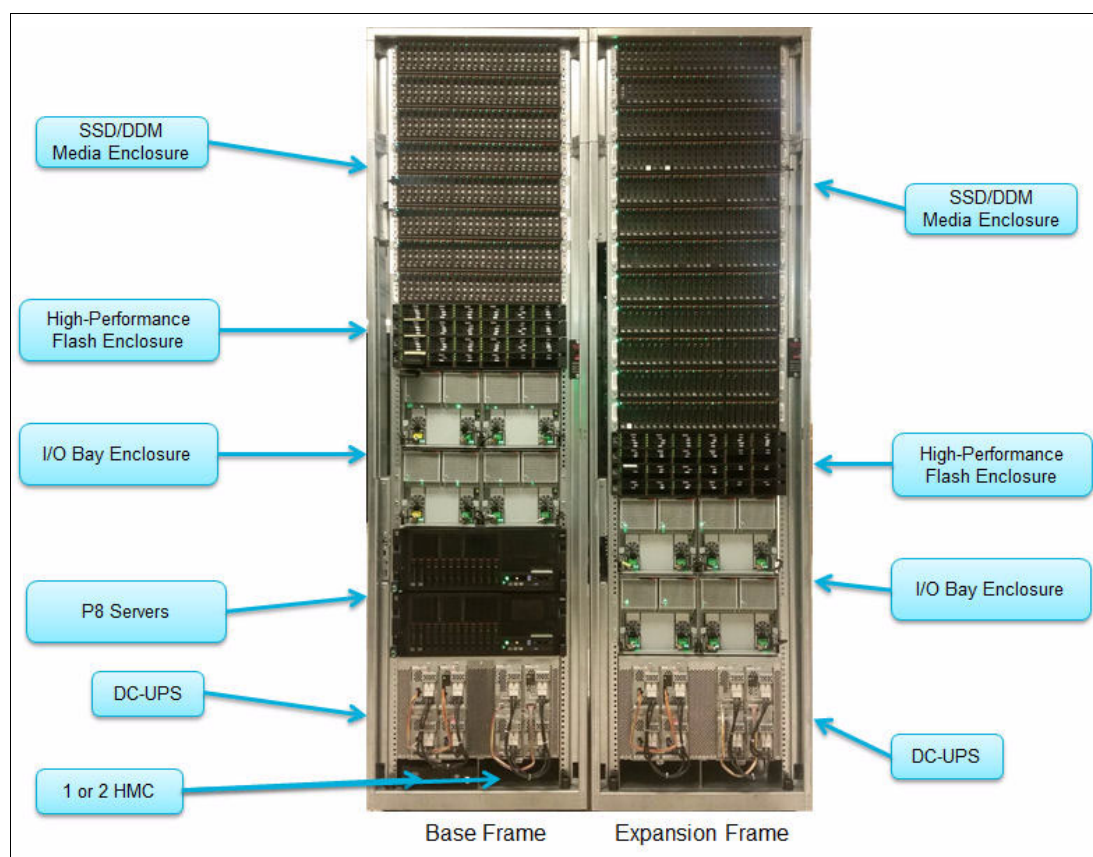 SSD/DDM
Media Enclosure
High-Performance
Flash Enclosure
I/O Bay Enclosure
P8 Servers
DC-UPS
1 or 2 HMC
SSD/DDM
Media Enclosure
High-Performance
Flash Enclosure
I/O Bay Enclosure
DC-UPS
Base Frame
Expansion Frame